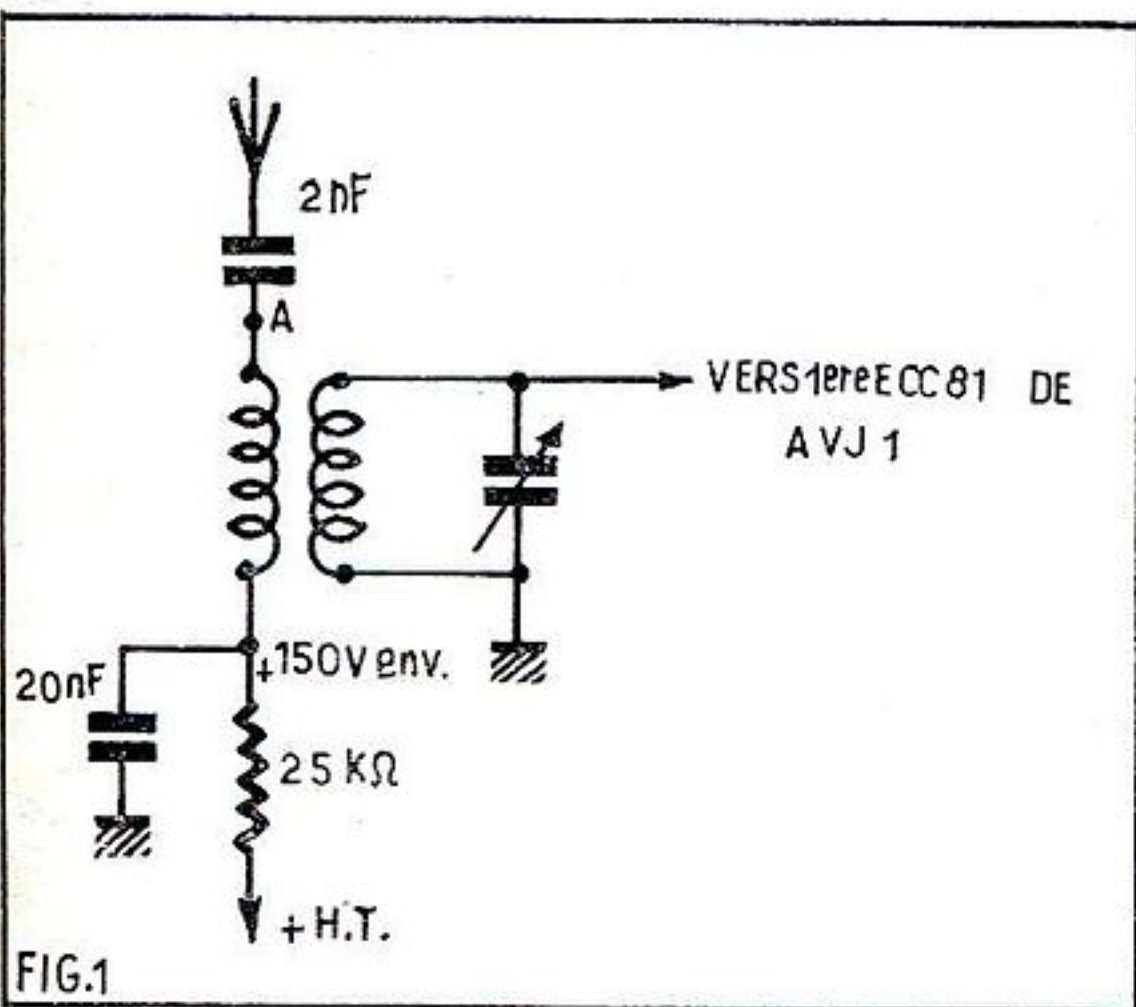 2nF
A
VERS 1ere ECC81 DE
AVJ 1
+150V env.
20nF
25 KΩ
+ H.T.
FIG.1